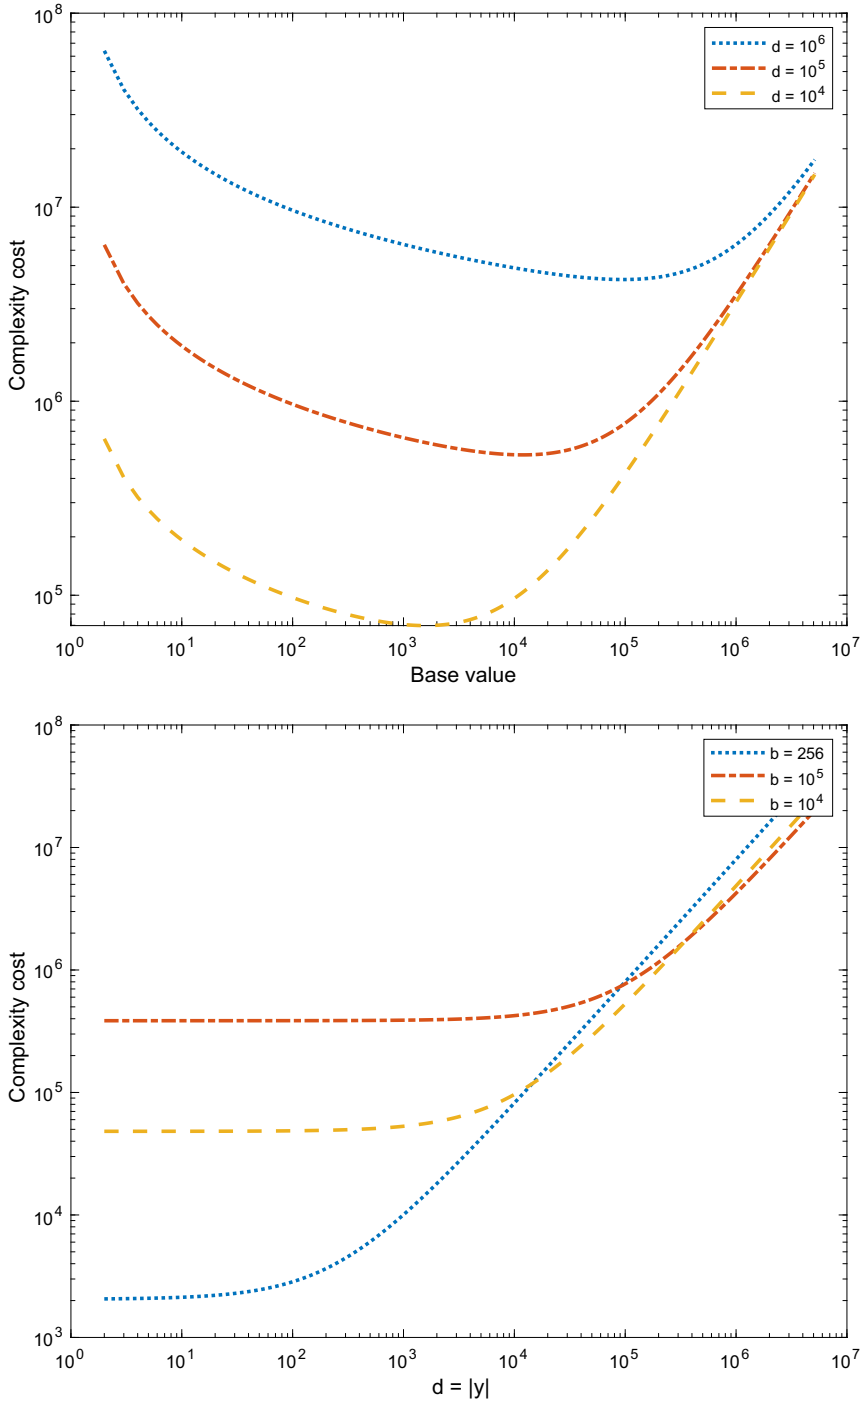 10^8
d = 10^6
d = 10^5
d = 10^4
10^7
Complexity cost
10^6
10^5
10^0 10^1 10^2 10^3 10^4 10^5 10^6 10^7
Base value
10^8
b = 256
b = 10^5
b = 10^4
10^7
10^6
Complexity cost
10^5
10^4
10^3
10^0 10^1 10^2 10^3 10^4 10^5 10^6 10^7
d = |y|